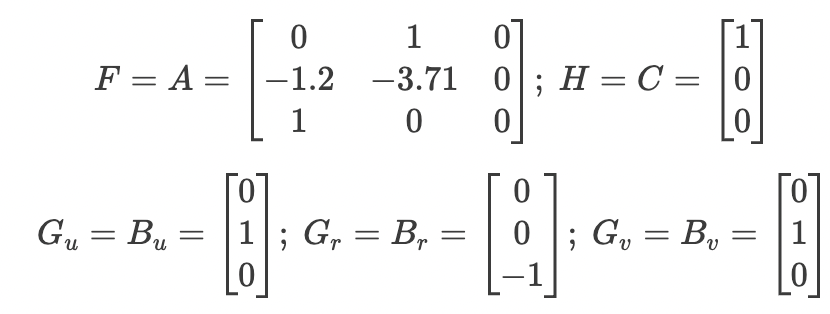 F = A = [0 1 0; −1.2 −3.71 0; 1 0 0]; H = C = [1; 0; 0]
G_u = B_u = [0; 1; 0]; G_r = B_r = [0; 0; −1]; G_v = B_v = [0; 1; 0]